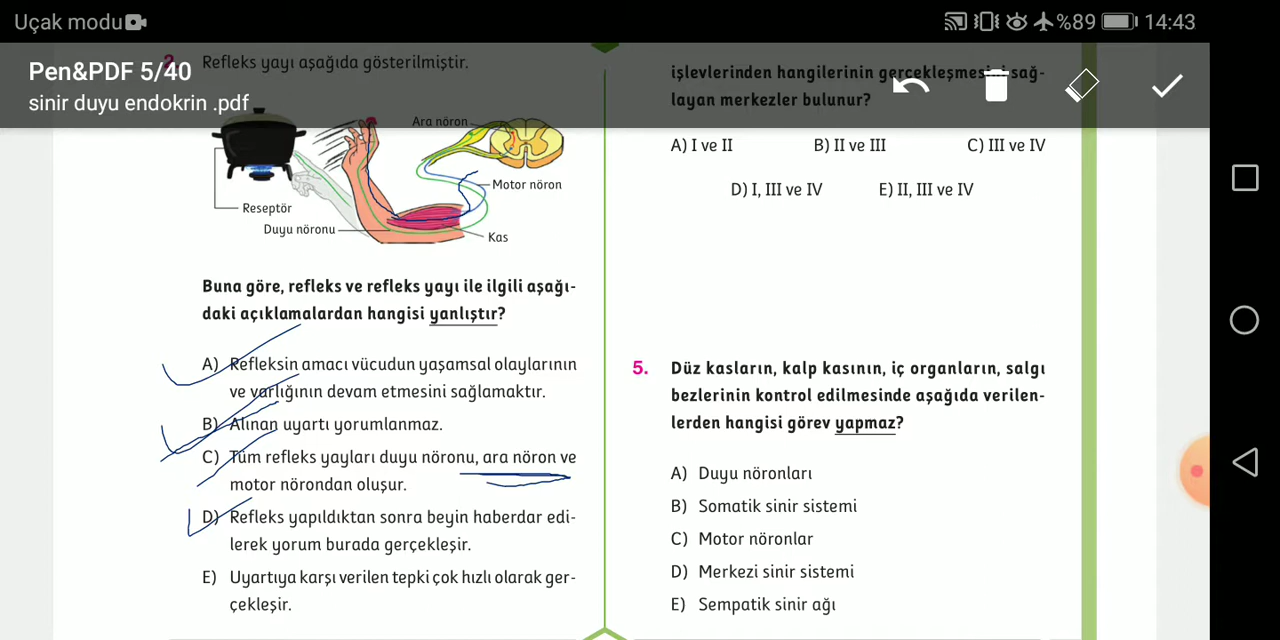 Uçak modu
%89
14:43
Pen&PDF 5/40
sinir duyu endokrin .pdf
2. Refleks yayı aşağıda gösterilmiştir.
Ara nöron
Motor nöron
Reseptör
Duyu nöronu
Kas
Buna göre, refleks ve refleks yayı ile ilgili aşağı-
daki açıklamalardan hangisi yanlıştır?
A) Refleksin amacı vücudun yaşamsal olaylarının
ve varlığının devam etmesini sağlamaktır.
B) Alınan uyartı yorumlanmaz.
C) Tüm refleks yayları duyu nöronu, ara nöron ve
motor nörondan oluşur.
D) Refleks yapıldıktan sonra beyin haberdar edi-
lerek yorum burada gerçekleşir.
E) Uyartıya karşı verilen tepki çok hızlı olarak ger-
çekleşir.
işlevlerinden hangilerinin gerçekleşmesini sağ-
layan merkezler bulunur?
A) I ve II B) II ve III C) III ve IV
D) I, III ve IV E) II, III ve IV
5. Düz kasların, kalp kasının, iç organların, salgı
bezlerinin kontrol edilmesinde aşağıda verilen-
lerden hangisi görev yapmaz?
A) Duyu nöronları
B) Somatik sinir sistemi
C) Motor nöronlar
D) Merkezi sinir sistemi
E) Sempatik sinir ağı